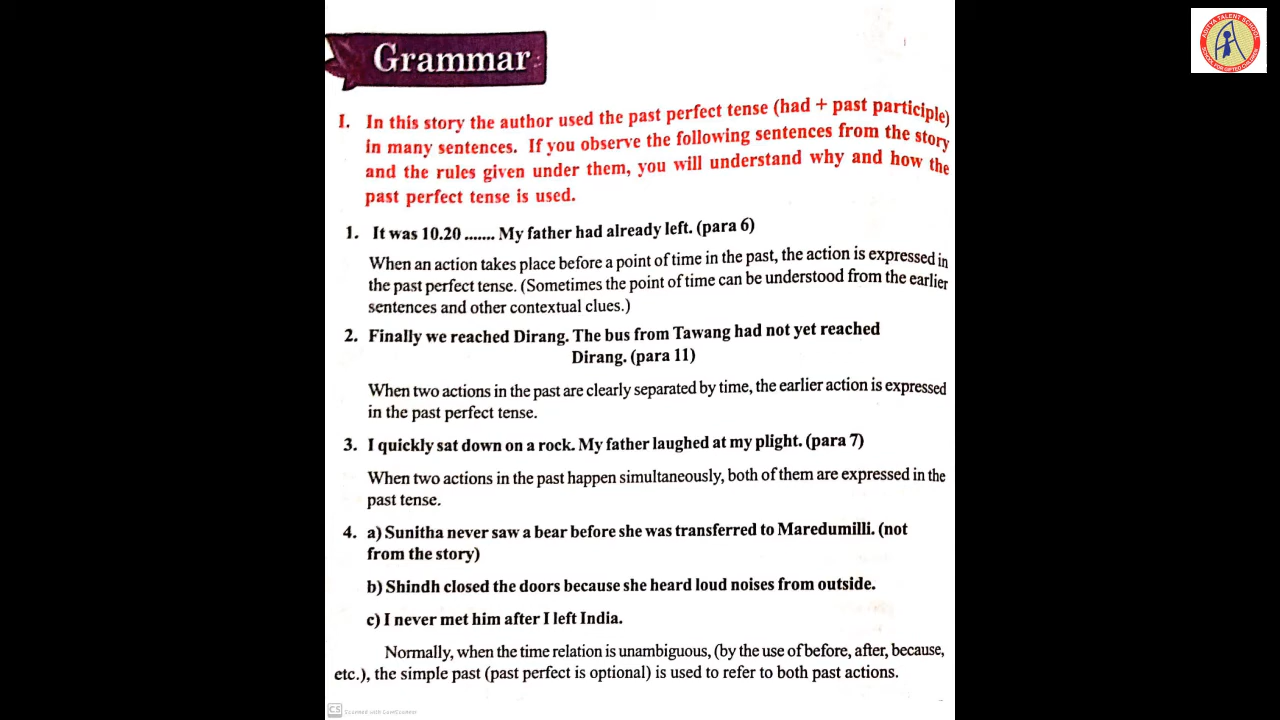 Grammar
ADITYA TALENT SCHOOL
SCHOOL FOR GIFTED CHILDREN
I. In this story the author used the past perfect tense (had + past participle)
in many sentences. If you observe the following sentences from the story
and the rules given under them, you will understand why and how the
past perfect tense is used.
1. It was 10.20 ....... My father had already left. (para 6)
When an action takes place before a point of time in the past, the action is expressed in
the past perfect tense. (Sometimes the point of time can be understood from the earlier
sentences and other contextual clues.)
2. Finally we reached Dirang. The bus from Tawang had not yet reached
Dirang. (para 11)
When two actions in the past are clearly separated by time, the earlier action is expressed
in the past perfect tense.
3. I quickly sat down on a rock. My father laughed at my plight. (para 7)
When two actions in the past happen simultaneously, both of them are expressed in the
past tense.
4. a) Sunitha never saw a bear before she was transferred to Maredumilli. (not
from the story)
b) Shindh closed the doors because she heard loud noises from outside.
c) I never met him after I left India.
Normally, when the time relation is unambiguous, (by the use of before, after, because,
etc.), the simple past (past perfect is optional) is used to refer to both past actions.
CS Scanned with CamScanner